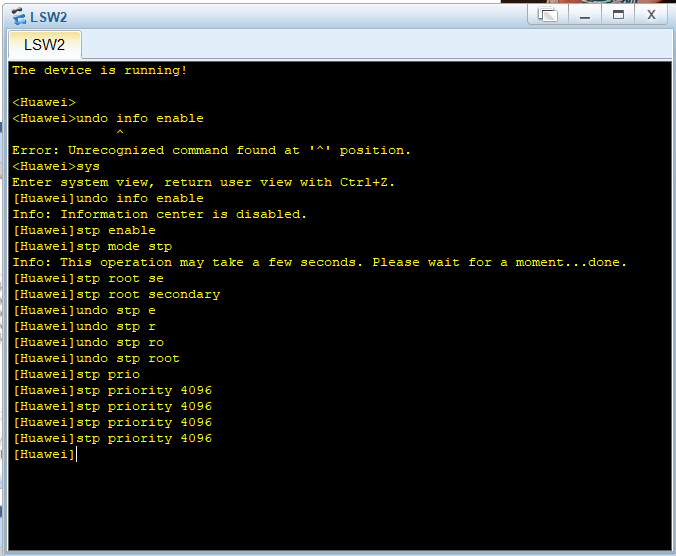 LSW2
X
LSW2
The device is running!
<Huawei>
<Huawei>undo info enable
^
Error: Unrecognized command found at '^' position.
<Huawei>sys
Enter system view, return user view with Ctrl+Z.
[Huawei]undo info enable
Info: Information center is disabled.
[Huawei]stp enable
[Huawei]stp mode stp
Info: This operation may take a few seconds. Please wait for a moment...done.
[Huawei]stp root se
[Huawei]stp root secondary
[Huawei]undo stp e
[Huawei]undo stp r
[Huawei]undo stp ro
[Huawei]undo stp root
[Huawei]stp prio
[Huawei]stp priority 4096
[Huawei]stp priority 4096
[Huawei]stp priority 4096
[Huawei]stp priority 4096
[Huawei]